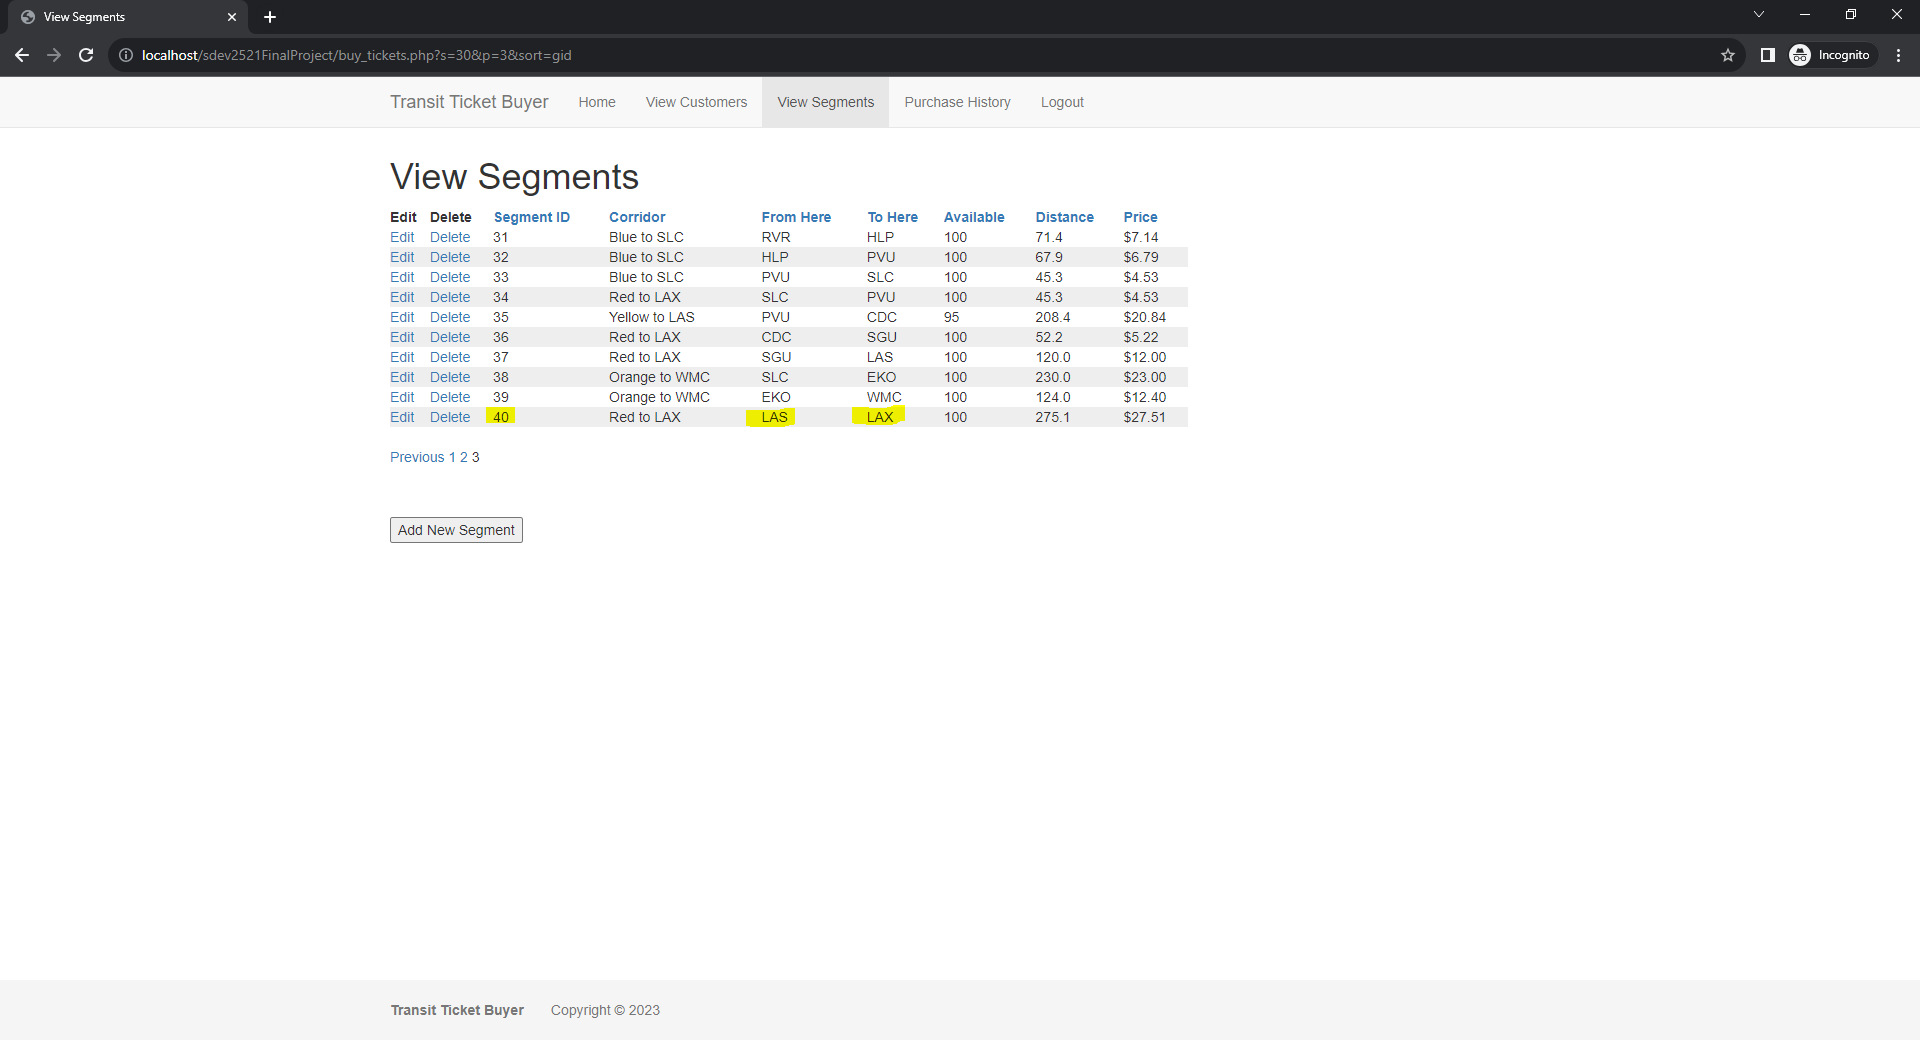 View Segments
localhost/sdev2521FinalProject/buy_tickets.php?s=30&p=3&sort=gid
Incognito
Transit Ticket Buyer Home View Customers View Segments Purchase History Logout
View Segments
Edit Delete Segment ID Corridor From Here To Here Available Distance Price
Edit Delete 31 Blue to SLC RVR HLP 100 71.4 $7.14
Edit Delete 32 Blue to SLC HLP PVU 100 67.9 $6.79
Edit Delete 33 Blue to SLC PVU SLC 100 45.3 $4.53
Edit Delete 34 Red to LAX SLC PVU 100 45.3 $4.53
Edit Delete 35 Yellow to LAS PVU CDC 95 208.4 $20.84
Edit Delete 36 Red to LAX CDC SGU 100 52.2 $5.22
Edit Delete 37 Red to LAX SGU LAS 100 120.0 $12.00
Edit Delete 38 Orange to WMC SLC EKO 100 230.0 $23.00
Edit Delete 39 Orange to WMC EKO WMC 100 124.0 $12.40
Edit Delete 40 Red to LAX LAS LAX 100 275.1 $27.51
Previous 1 2 3
Add New Segment
Transit Ticket Buyer Copyright © 2023